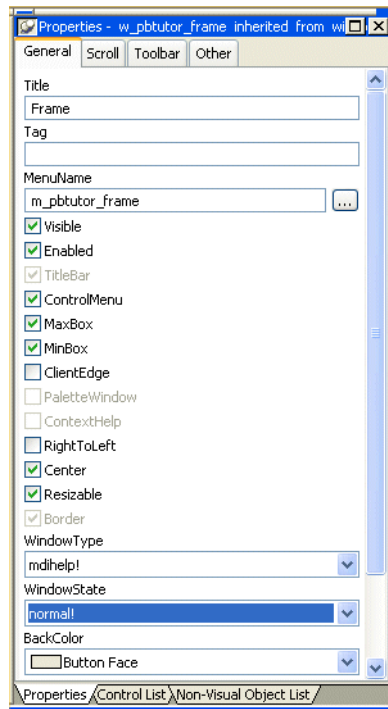 Properties - w_pbtutor_frame inherited from wi
General Scroll Toolbar Other
Title
Frame
Tag
MenuName
m_pbtutor_frame ...
Visible
Enabled
TitleBar
ControlMenu
MaxBox
MinBox
ClientEdge
PaletteWindow
ContextHelp
RightToLeft
Center
Resizable
Border
WindowType
mdihelp!
WindowState
normal!
BackColor
Button Face
Properties Control List Non-Visual Object List